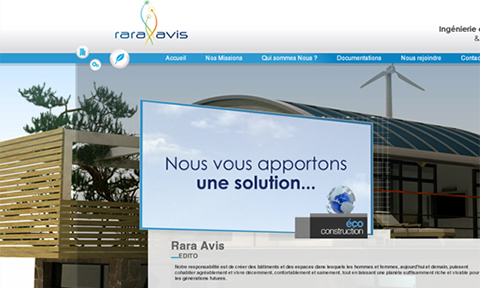 rara avis
Ingénierie
&
Accueil Nos Missions Qui sommes Nous ? Documentations Nous rejoindre Contac
Nous vous apportons
une solution...
éco
construction
Rara Avis
EDITO
Notre responsabilité est de créer des bâtiments et des espaces dans lesquels les hommes et femmes, aujourd'hui et demain, puissent
cohabiter agréablement et vivre décemment, confortablement et sainement, tout en laissant une planète suffisamment riche et vivable pour
les générations futures.